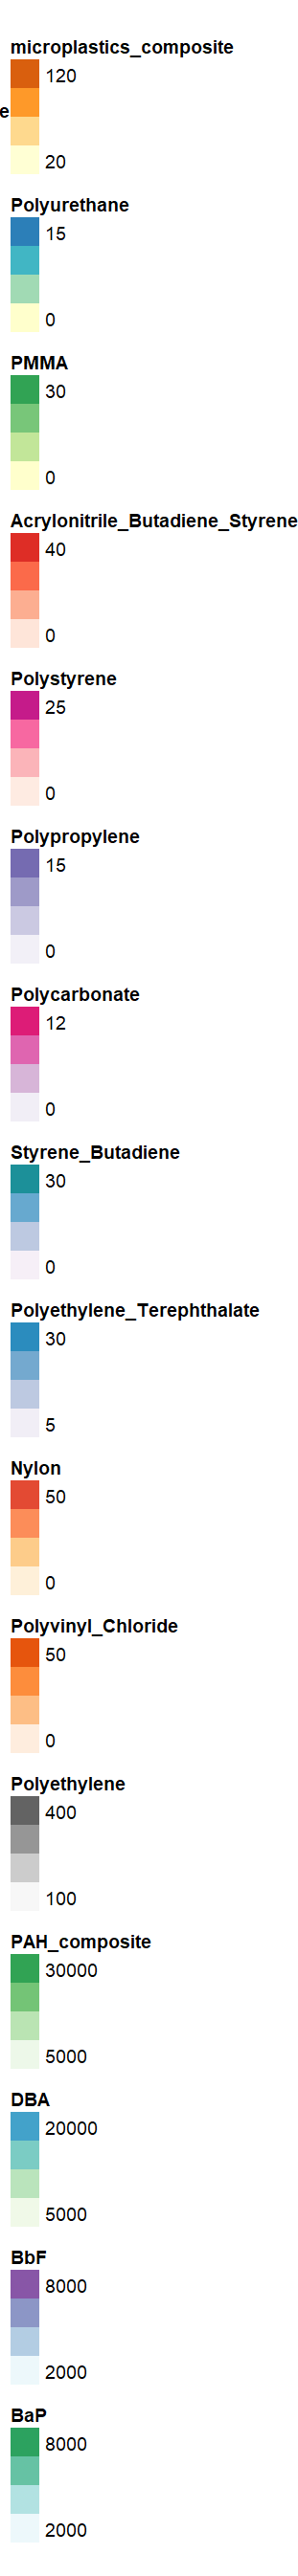 microplastics_composite
120
e
20
Polyurethane
15
0
PMMA
30
0
Acrylonitrile_Butadiene_Styrene
40
0
Polystyrene
25
0
Polypropylene
15
0
Polycarbonate
12
0
Styrene_Butadiene
30
0
Polyethylene_Terephthalate
30
5
Nylon
50
0
Polyvinyl_Chloride
50
0
Polyethylene
400
100
PAH_composite
30000
5000
DBA
20000
5000
BbF
8000
2000
BaP
8000
2000